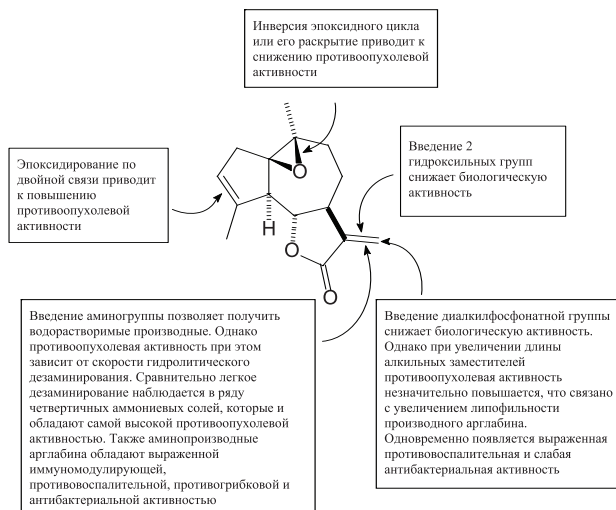 Инверсия эпоксидного цикла
или его раскрытие приводит к
снижению противоопухолевой
активности
Эпоксидирование по
двойной связи приводит
к повышению
противоопухолевой
активности
Введение 2
гидроксильных групп
снижает биологическую
активность
O
H
O
O
Введение аминогруппы позволяет получить
водорастворимые производные. Однако
противоопухолевая активность при этом
зависит от скорости гидролитического
дезаминирования. Сравнительно легкое
дезаминирование наблюдается в ряду
четвертичных аммониевых солей, которые и
обладают самой высокой противоопухолевой
активностью. Также аминопроизводные
арглабина обладают выраженной
иммуномодулирующей,
противовоспалительной, противогрибковой и
антибактериальной активностью
Введение диалкилфосфонатной группы
снижает биологическую активность.
Однако при увеличении длины
алкильных заместителей
противоопухолевая активность
незначительно повышается, что связано
с увеличением липофильности
производного арглабина.
Одновременно появляется выраженная
противовоспалительная и слабая
антибактериальная активность